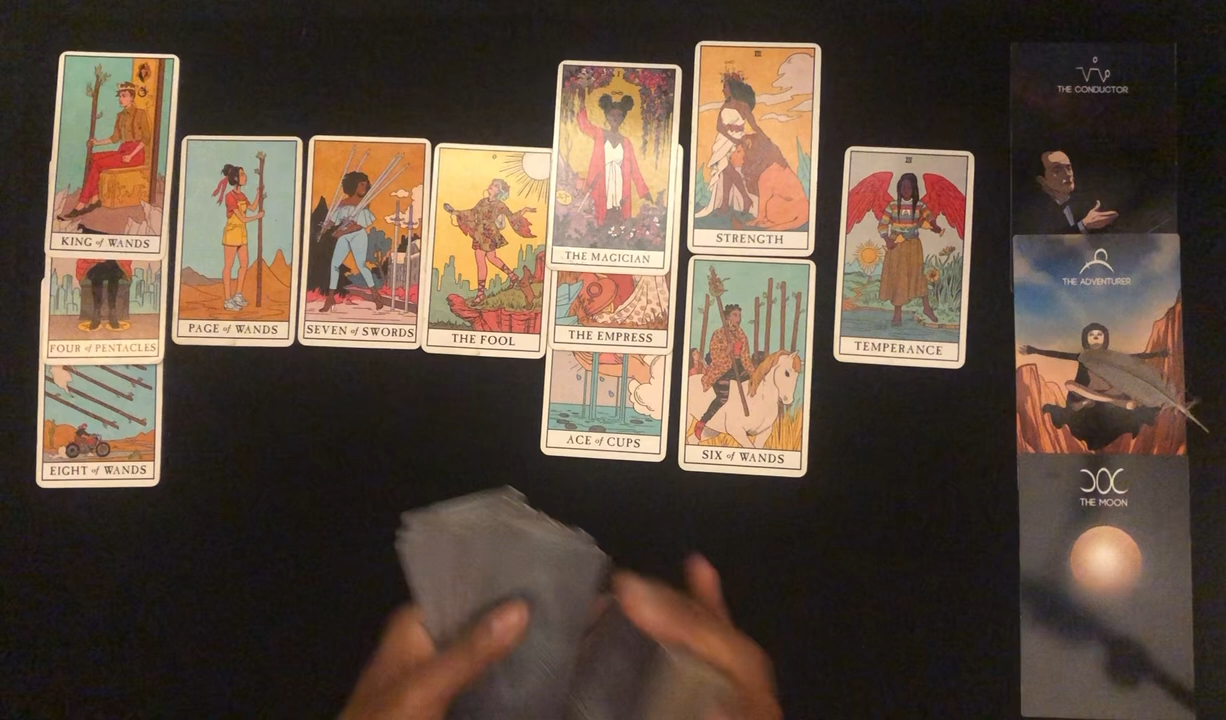 KING of WANDS
FOUR of PENTACLES
EIGHT of WANDS
PAGE of WANDS
SEVEN of SWORDS
THE FOOL
I
THE MAGICIAN
THE EMPRESS
ACE of CUPS
STRENGTH
SIX of WANDS
TEMPERANCE
THE CONDUCTOR
THE ADVENTURER
THE MOON